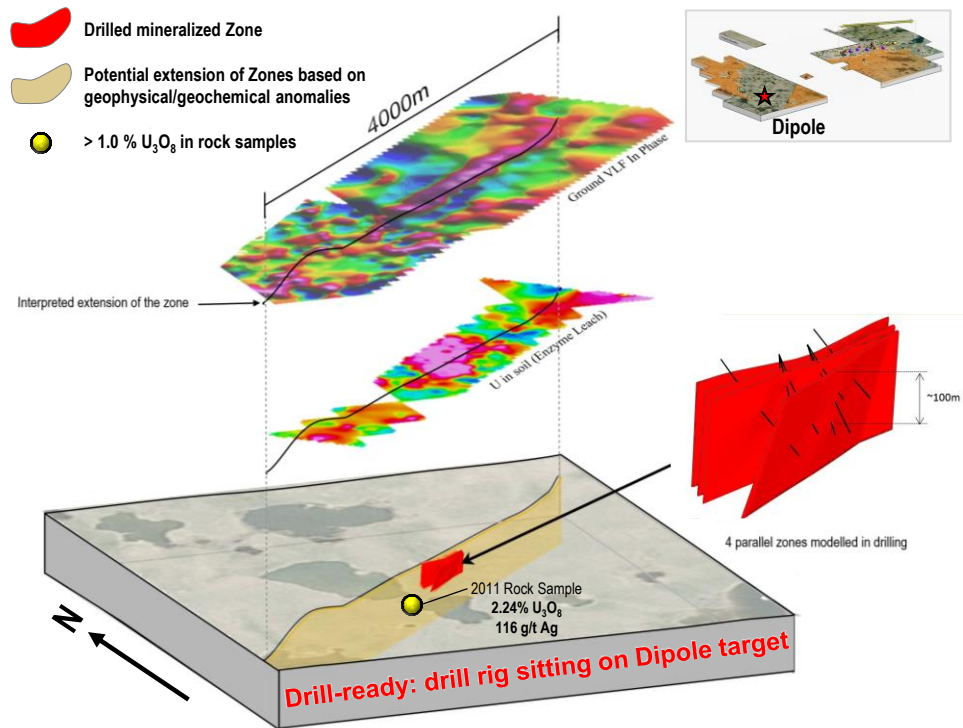 Drilled mineralized Zone
Potential extension of Zones based on
geophysical/geochemical anomalies
> 1.0 % U₃O₈ in rock samples
4000m
Dipole
Ground VLF In Phase
Interpreted extension of the zone
U in soil (Enzyme Leach)
~100m
4 parallel zones modelled in drilling
2011 Rock Sample
2.24% U₃O₈
116 g/t Ag
N
Drill-ready: drill rig sitting on Dipole target